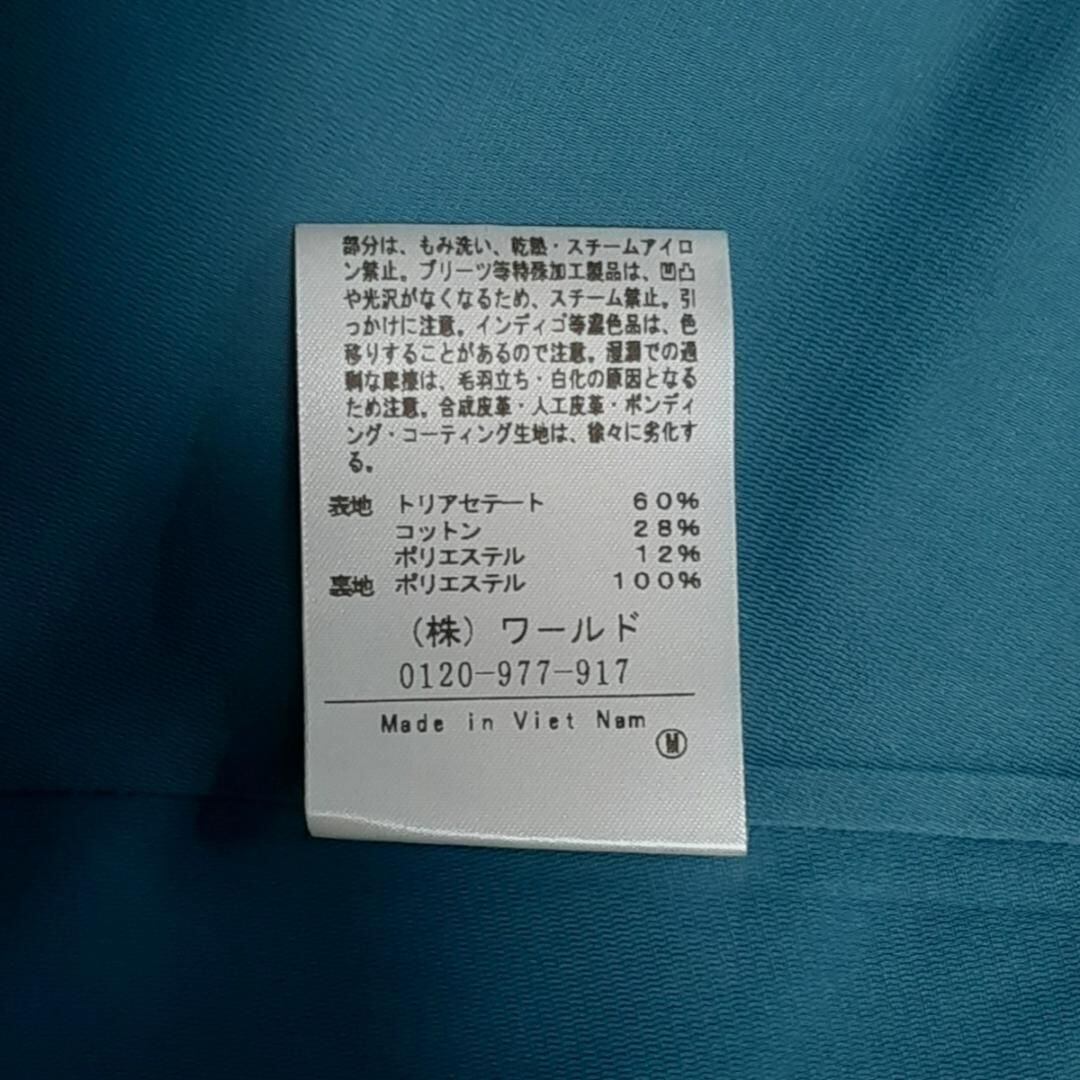 部分は、もみ洗い、乾熱・スチームアイロ
ン禁止。プリーツ等特殊加工製品は、凹凸
や光沢がなくなるため、スチーム禁止。引
っかけに注意。インディゴ等濃色品は、色
移りすることがあるので注意。湿潤での過
剰な摩擦は、毛羽立ち・白化の原因となる
ため注意。合成皮革・人工皮革・ボンディ
ング・コーティング生地は、徐々に劣化す
る。
表地 トリアセテート 60%
コットン 28%
ポリエステル 12%
裏地 ポリエステル 100%
(株)ワールド
0120-977-917
Made in Viet Nam
Ⓜ